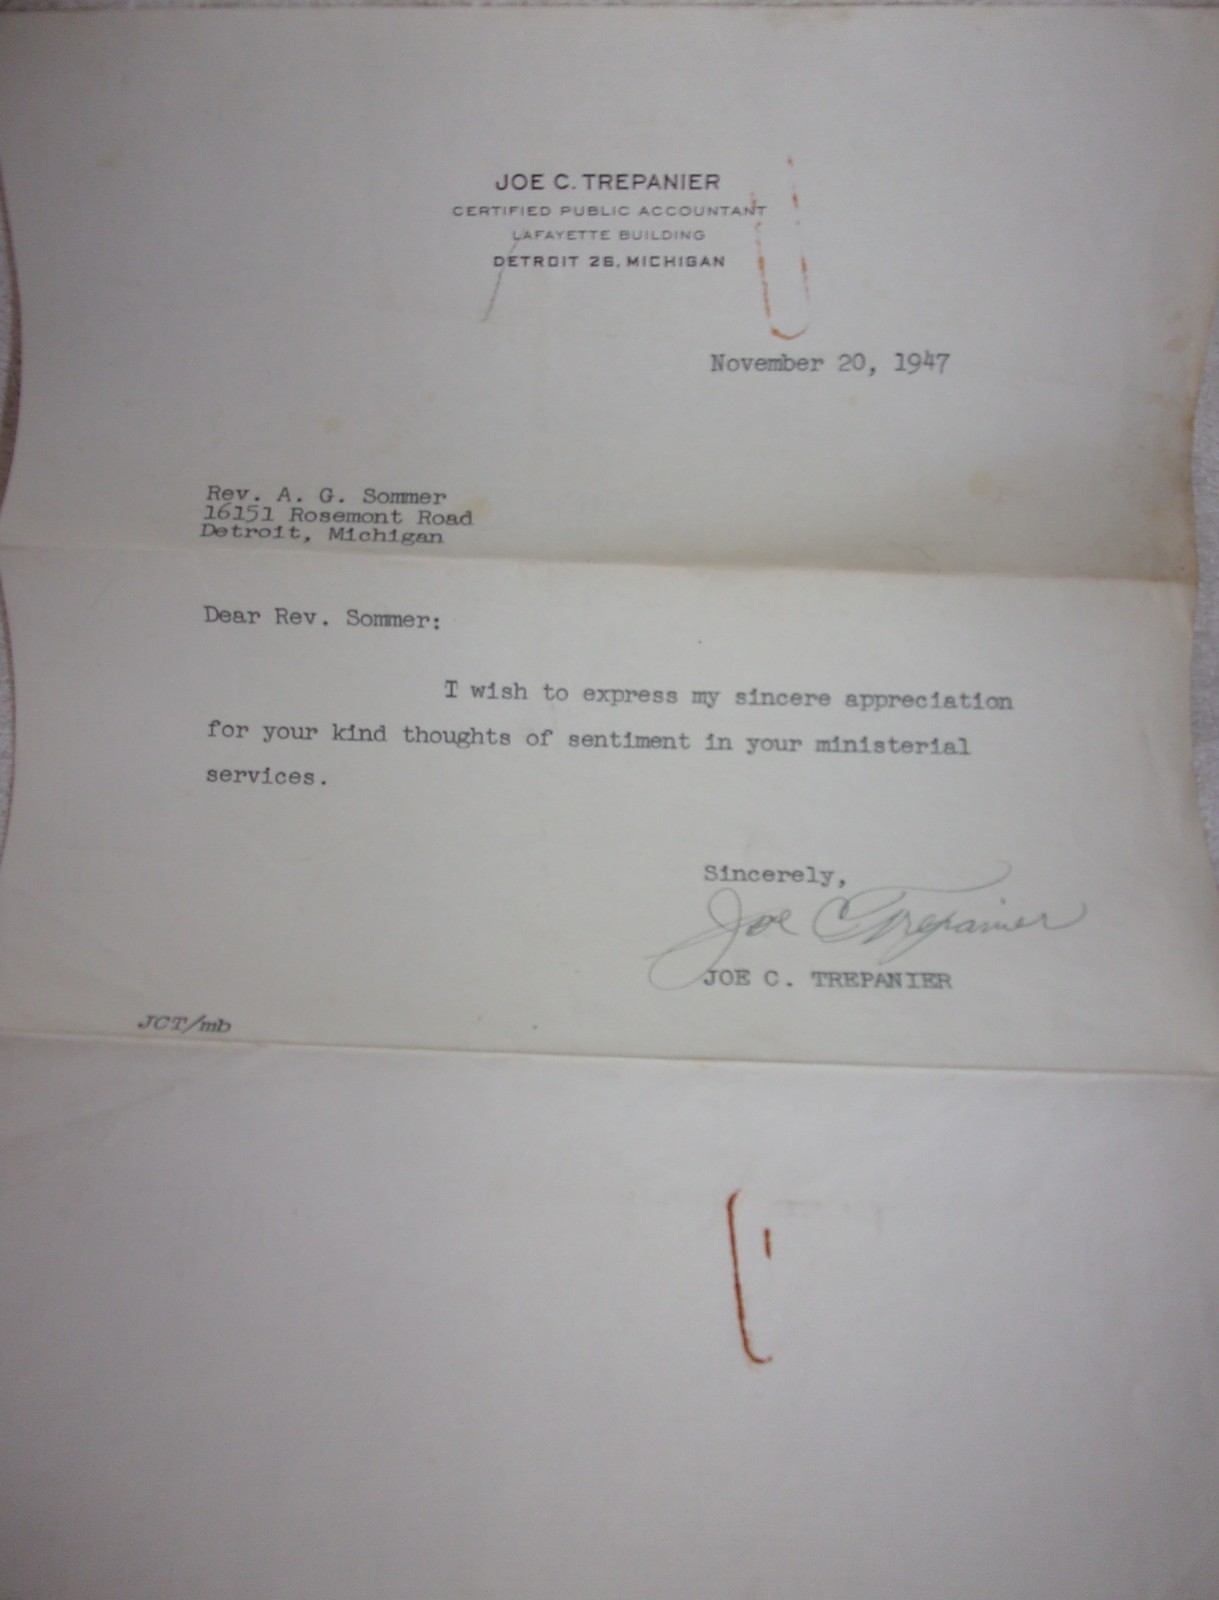 JOE C. TREPANIER
CERTIFIED PUBLIC ACCOUNTANT
LAFAYETTE BUILDING
DETROIT 26, MICHIGAN
November 20, 1947
Rev. A. G. Sommer
16151 Rosemont Road
Detroit, Michigan
Dear Rev. Sommer:
I wish to express my sincere appreciation
for your kind thoughts of sentiment in your ministerial
services.
Sincerely,
Joe C Trepanier
JOE C. TREPANIER
JCT/mb